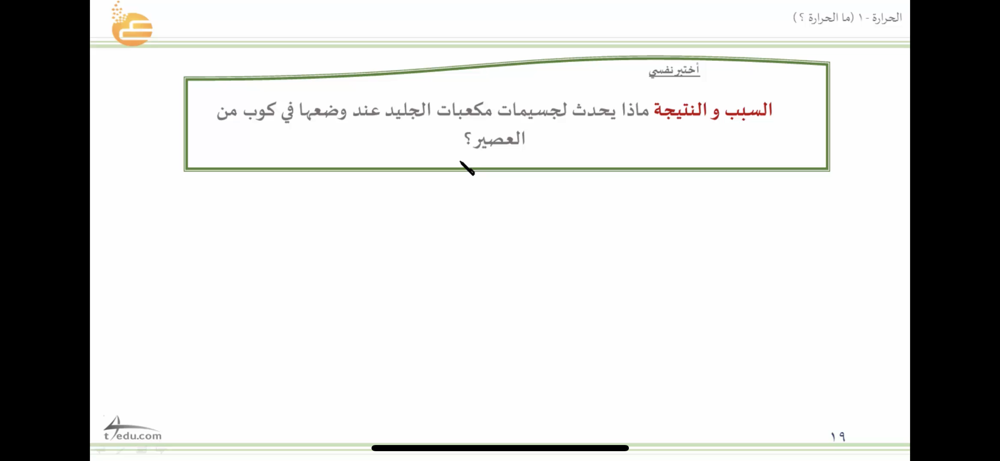 الحرارة - ١ (ما الحرارة ؟)
أختبر نفسي
السبب و النتيجة ماذا يحدث لجسيمات مكعبات الجليد عند وضعها في كوب من
العصير؟
t4edu.com
١٩